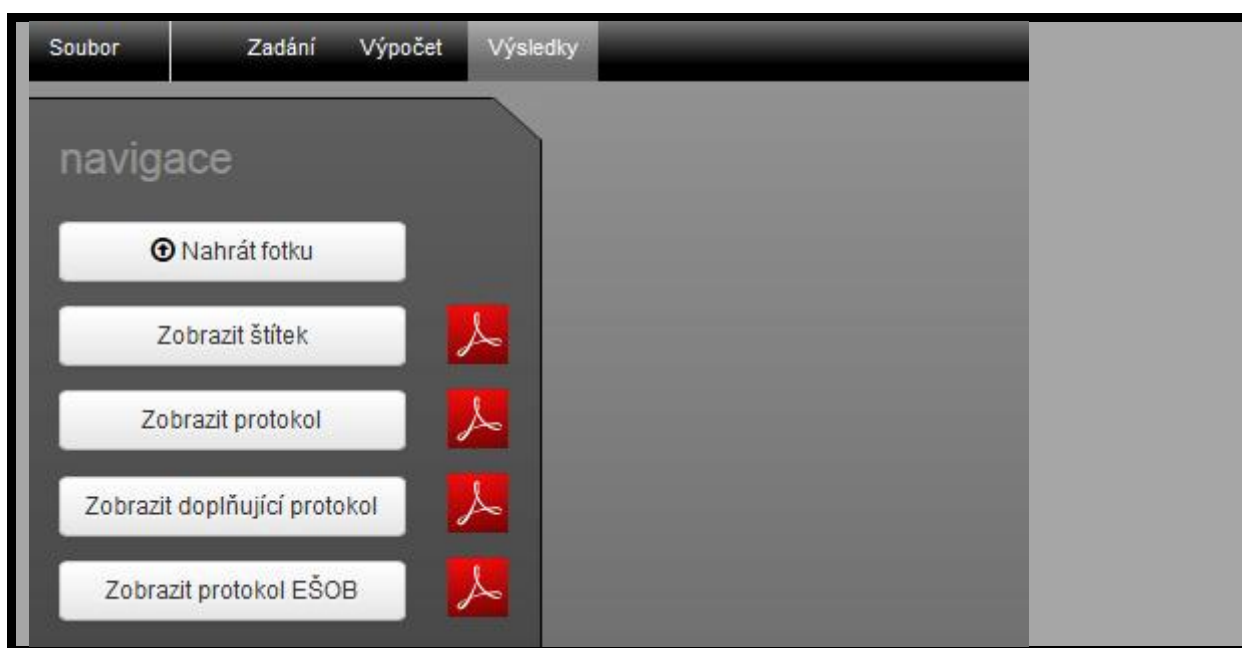 Soubor Zadání Výpočet Výsledky
navigace
Nahrát fotku
Zobrazit štítek
Zobrazit protokol
Zobrazit doplňující protokol
Zobrazit protokol EŠOB